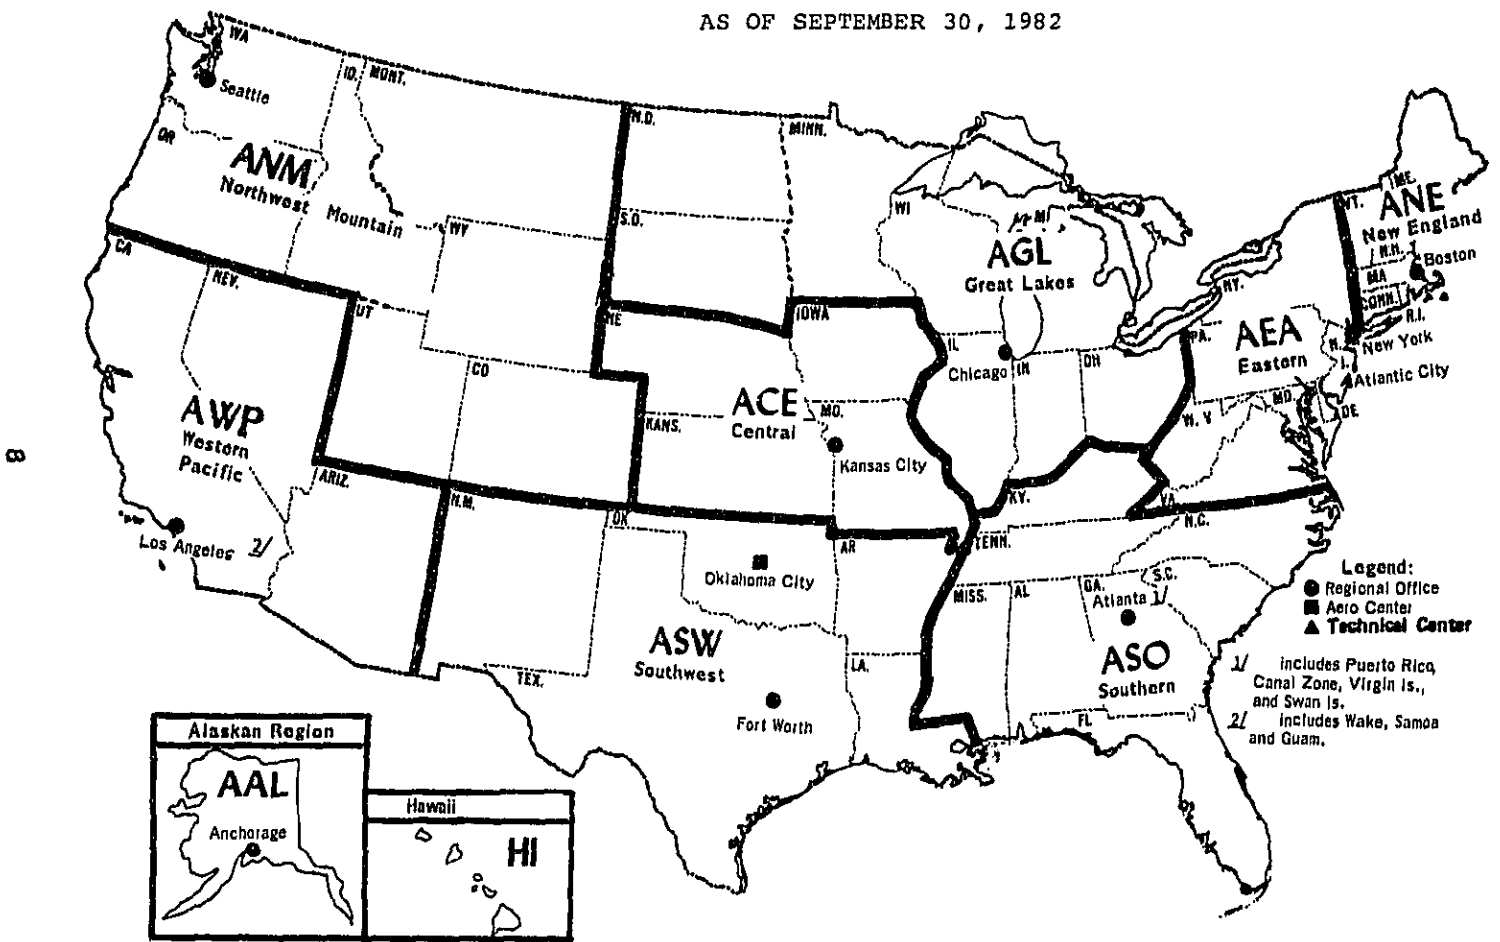 AS OF SEPTEMBER 30, 1982
WA
Seattle
ID.
MONT.
OR
ANM
Northwest Mountain
WY
N.D.
S.D.
MINN.
WI
MI
AGL
Great Lakes
ME.
VT.
ANE
New England
N.H.
Boston
MA
CONN.
R.I.
N.Y.
CA
NEV.
UT
CO
NE
IOWA
IL
Chicago
IN
OH
PA.
AEA
Eastern
N.J.
New York
Atlantic City
MD.
DE
W. V
VA
AWP
Western
Pacific
Los Angeles 2/
ARIZ.
N.M.
KANS.
ACE
Central
MO.
Kansas City
KY.
TENN.
N.C.
S.C.
OK
Oklahoma City
AR
MISS.
AL
GA.
Atlanta 1/
ASW
Southwest
TEX.
Fort Worth
LA.
ASO
Southern
FL
Legend:
Regional Office
Aero Center
Technical Center
1/ includes Puerto Rico,
Canal Zone, Virgin Is.,
and Swan Is.
2/ includes Wake, Samoa
and Guam.
Alaskan Region
AAL
Anchorage
Hawaii
HI
8